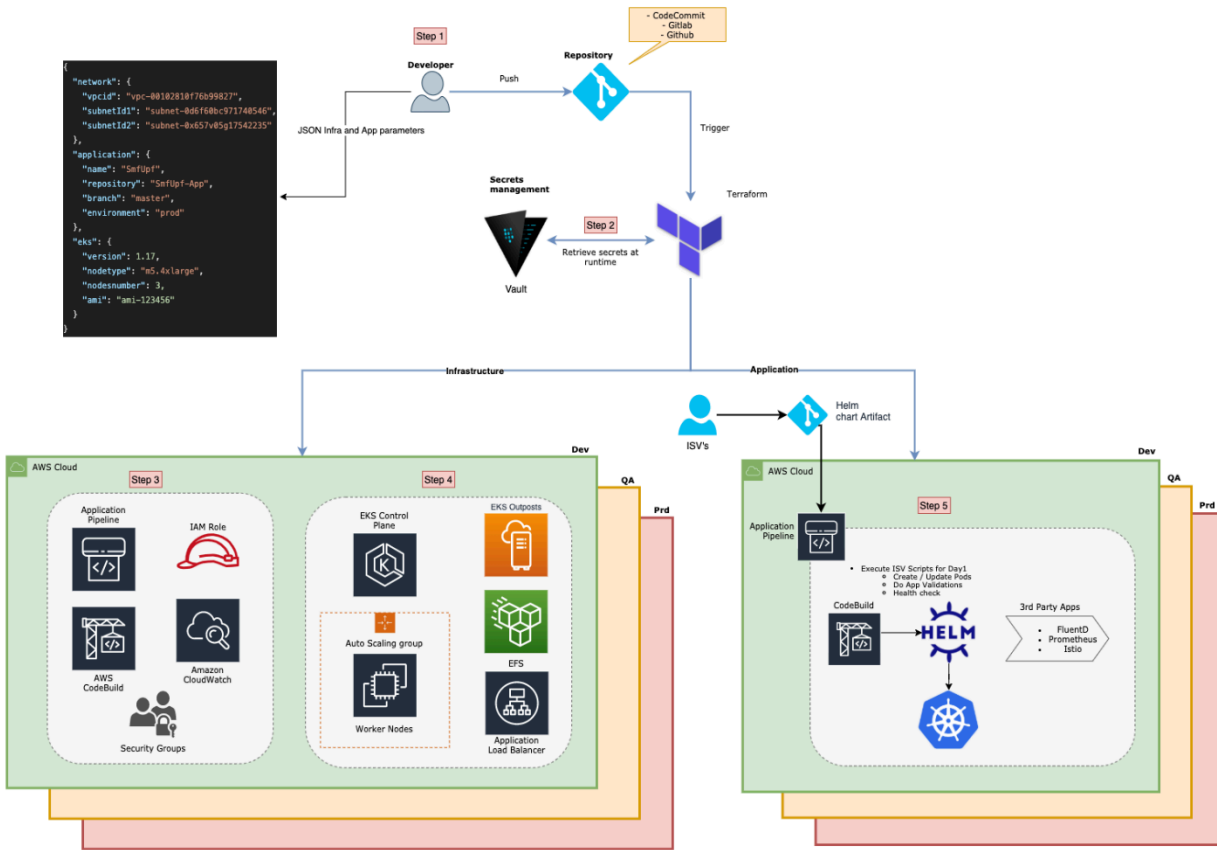 Step 1
- CodeCommit
- Gitlab
- Github
Developer
Repository
Push
{
"network": {
"vpcid": "vpc-00102810f76b99827",
"subnetId1": "subnet-0d6f60bc971740546",
"subnetId2": "subnet-0x657v05g17542235"
},
"application": {
"name": "SmfUpf",
"repository": "SmfUpf-App",
"branch": "master",
"environment": "prod"
},
"eks": {
"version": 1.17,
"nodetype": "m5.4xlarge",
"nodesnumber": 3,
"ami": "ami-123456"
}
}
JSON Infra and App parameters
Trigger
Secrets
management
Terraform
Step 2
Retrieve secrets at
runtime
Vault
Infrastructure
Application
ISV's
Helm
chart Artifact
Dev
QA
Prd
AWS Cloud
Step 3
Application
Pipeline
IAM Role
AWS
CodeBuild
Amazon
CloudWatch
Security Groups
Step 4
EKS Control
Plane
EKS Outposts
Auto Scaling group
Worker Nodes
EFS
Application
Load Balancer
Dev
QA
Prd
AWS Cloud
Step 5
Application
Pipeline
• Execute ISV Scripts for Day1
Create / Update Pods
Do App Validations
Health check
CodeBuild
HELM
3rd Party Apps
• FluentD
• Prometheus
• Istio